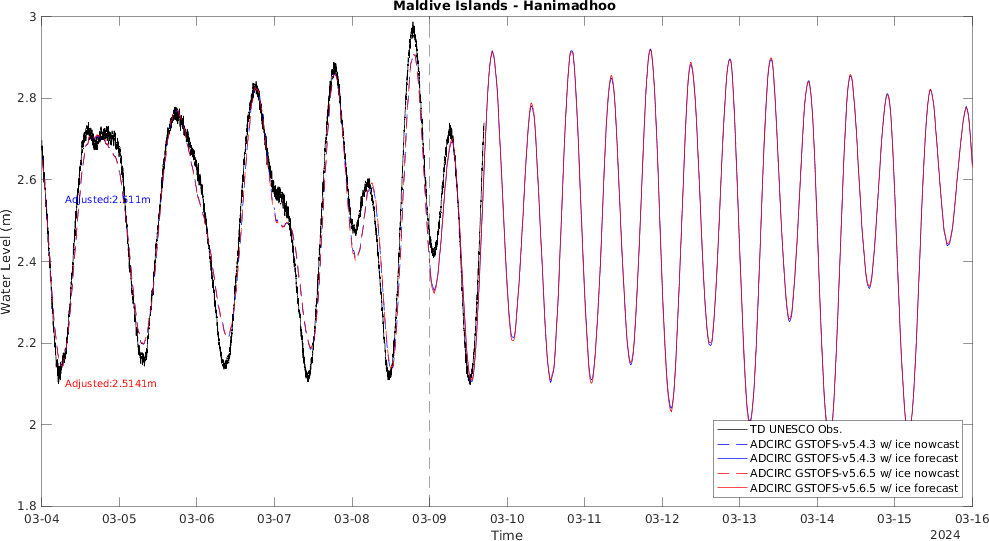 Maldive Islands - Hanimadhoo
Water Level (m)
3
2.8
2.6
2.4
2.2
2
1.8
Adjusted:2.511m
Adjusted:2.5141m
TD UNESCO Obs.
ADCIRC GSTOFS-v5.4.3 w/ ice nowcast
ADCIRC GSTOFS-v5.4.3 w/ ice forecast
ADCIRC GSTOFS-v5.6.5 w/ ice nowcast
ADCIRC GSTOFS-v5.6.5 w/ ice forecast
03-04 03-05 03-06 03-07 03-08 03-09 03-10 03-11 03-12 03-13 03-14 03-15 03-16
Time
2024